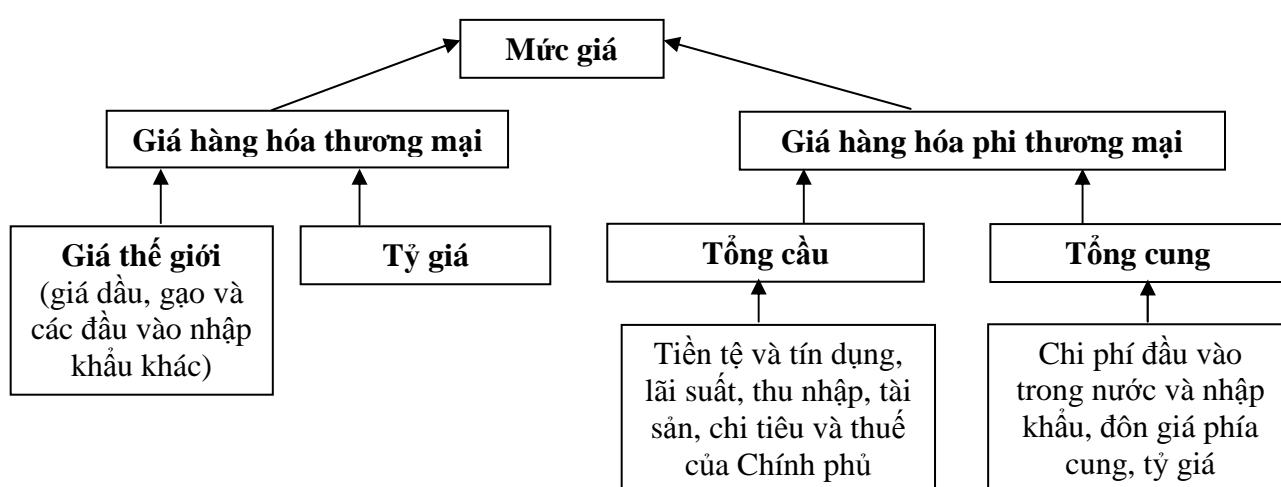 Mức giá
Giá hàng hóa thương mại
Giá hàng hóa phi thương mại
Giá thế giới
(giá dầu, gạo và
các đầu vào nhập
khẩu khác)
Tỷ giá
Tổng cầu
Tổng cung
Tiền tệ và tín dụng,
lãi suất, thu nhập, tài
sản, chi tiêu và thuế
của Chính phủ
Chi phí đầu vào
trong nước và nhập
khẩu, đôn giá phía
cung, tỷ giá